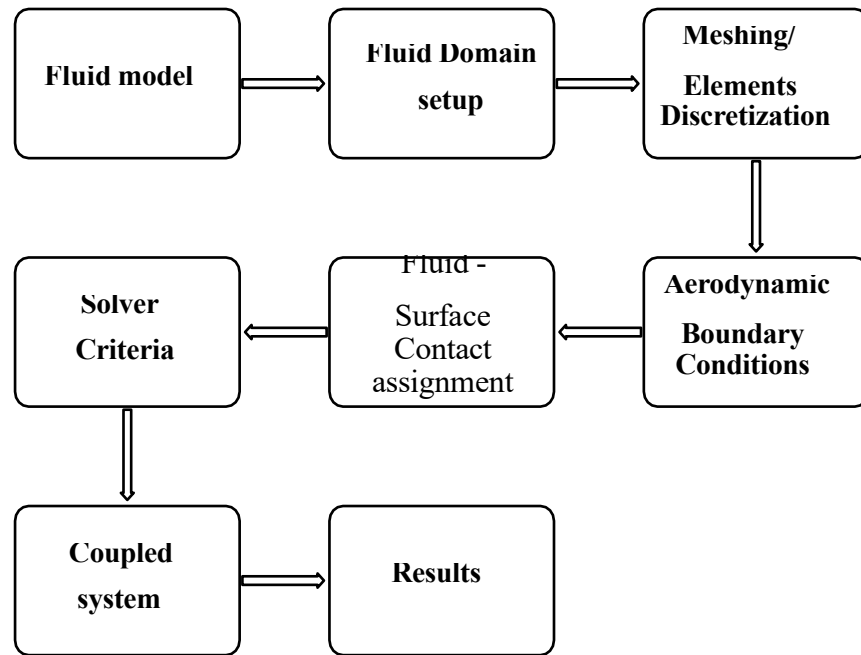 Fluid model
Fluid Domain
setup
Meshing/
Elements
Discretization
Aerodynamic
Boundary
Conditions
Fluid -
Surface
Contact
assignment
Solver
Criteria
Coupled
system
Results